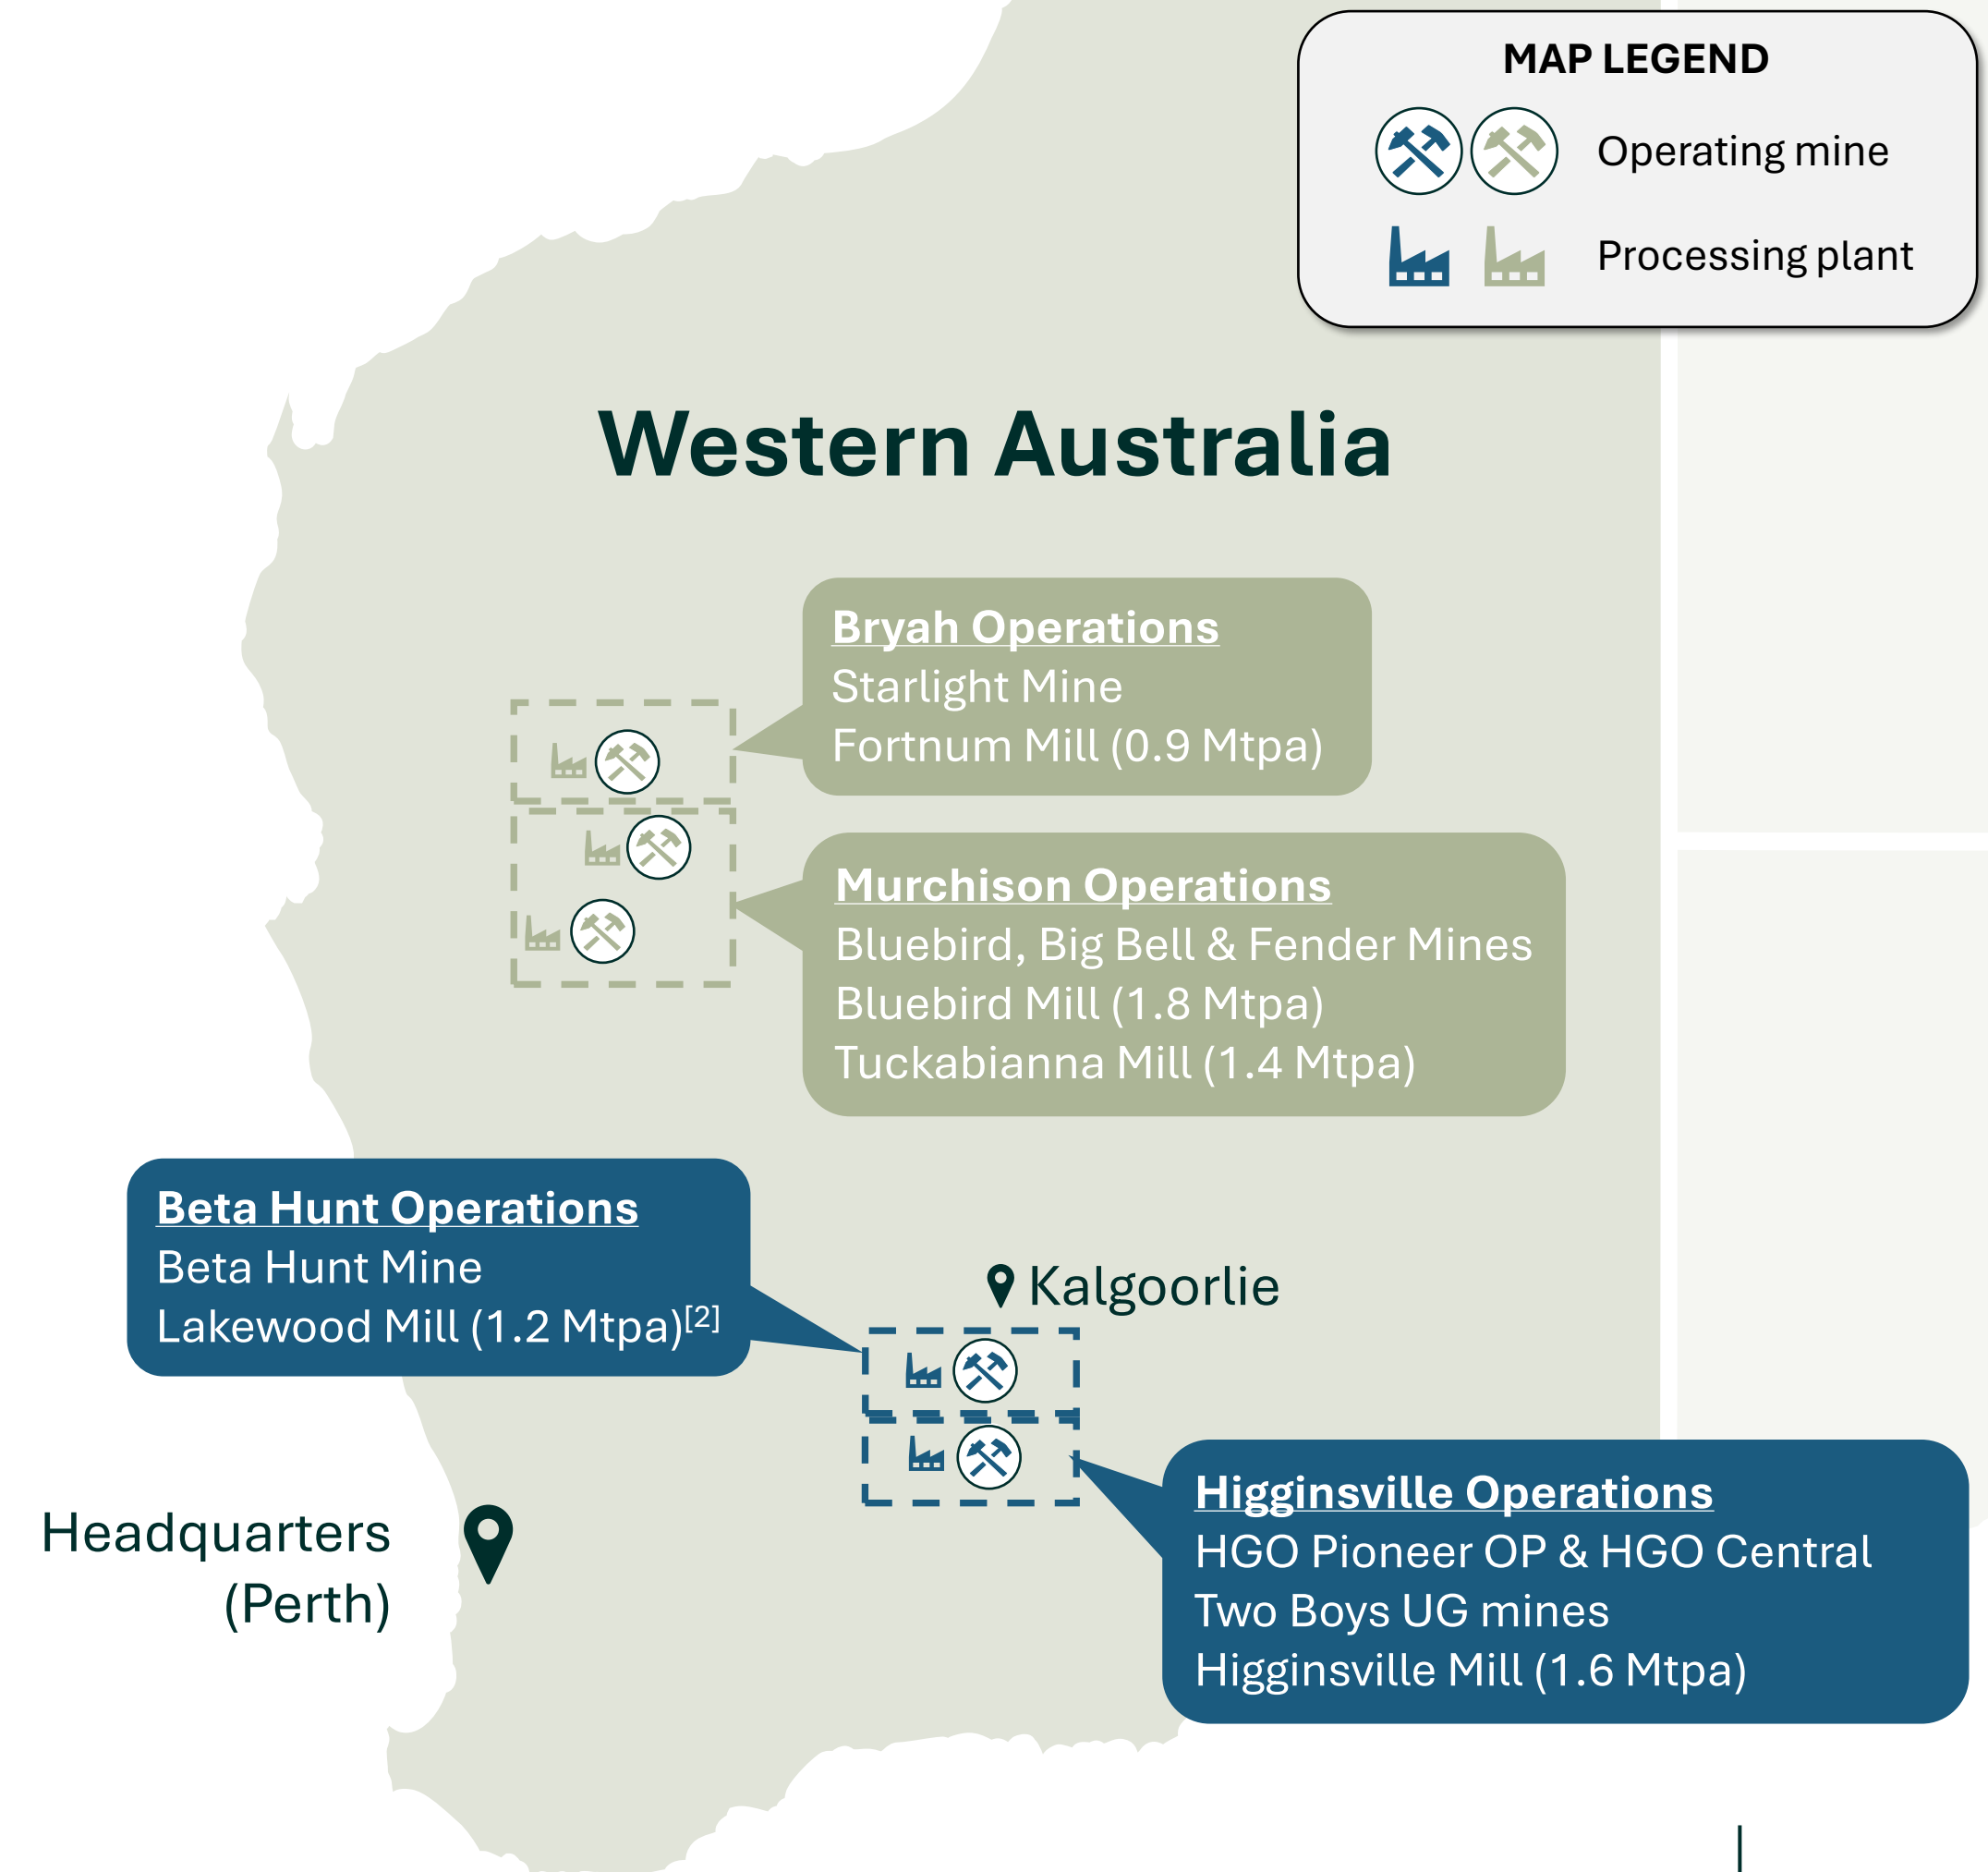 MAP LEGEND
Operating mine
Processing plant
Western Australia
Bryah Operations
Starlight Mine
Fortnum Mill (0.9 Mtpa)
Murchison Operations
Bluebird, Big Bell & Fender Mines
Bluebird Mill (1.8 Mtpa)
Tuckabianna Mill (1.4 Mtpa)
Beta Hunt Operations
Beta Hunt Mine
Lakewood Mill (1.2 Mtpa)[2]
Kalgoorlie
Higginsville Operations
HGO Pioneer OP & HGO Central
Two Boys UG mines
Higginsville Mill (1.6 Mtpa)
Headquarters
(Perth)